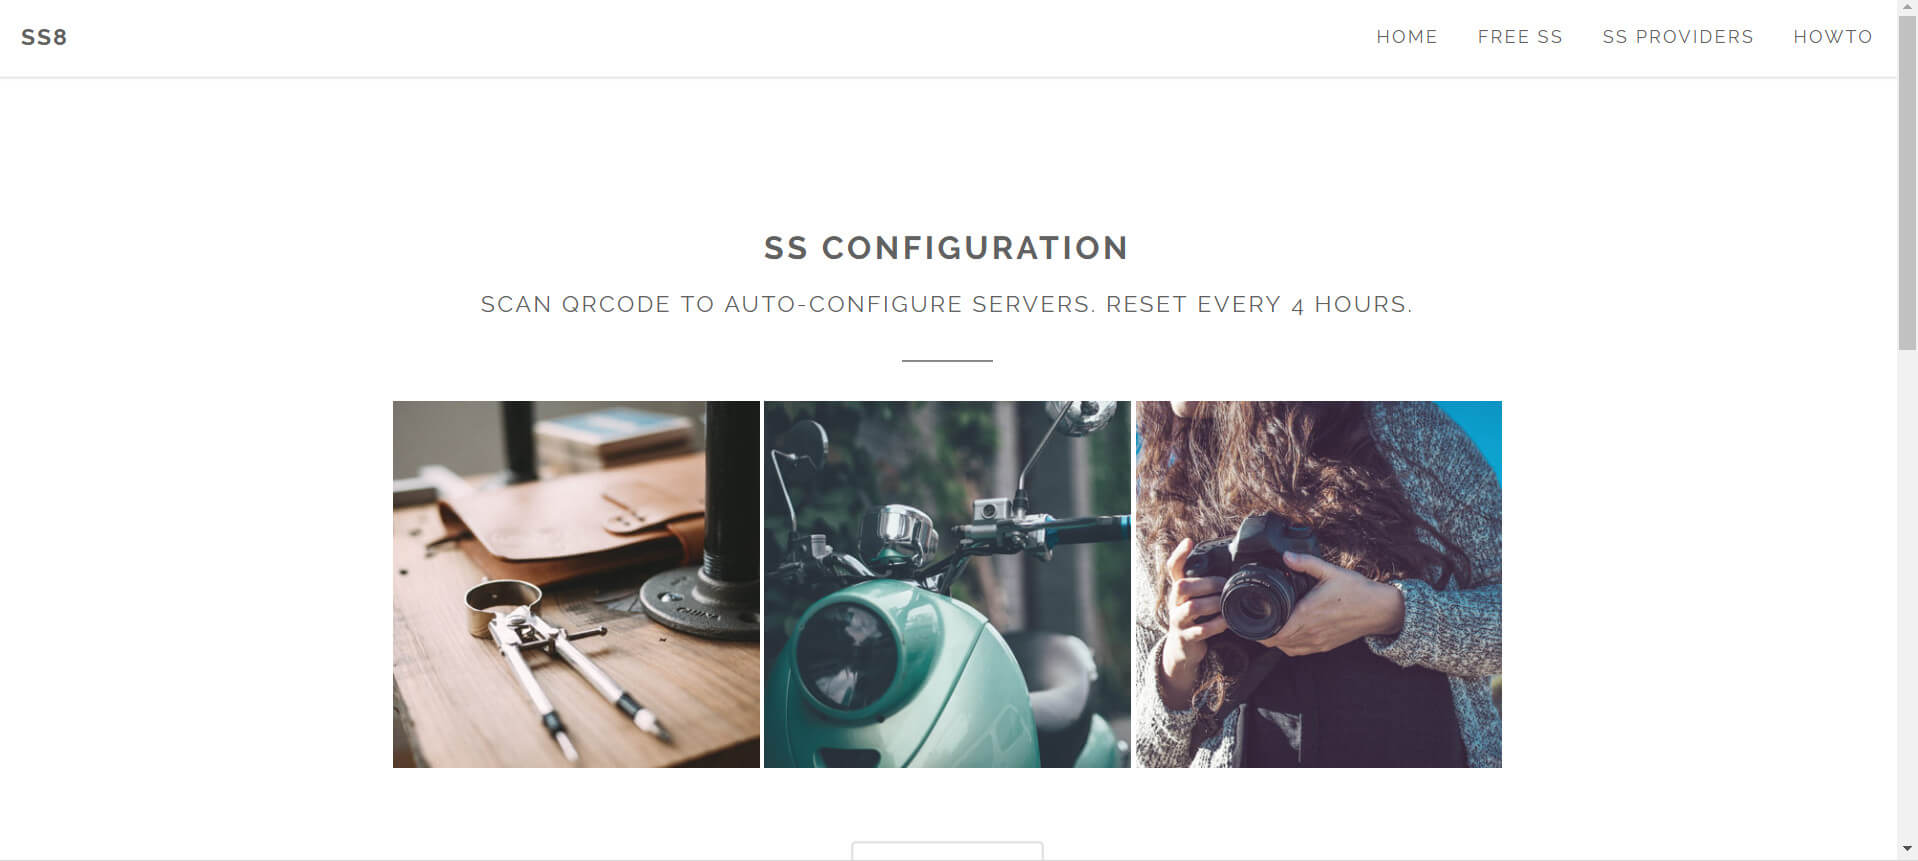 SS8
HOME FREE SS SS PROVIDERS HOWTO
SS CONFIGURATION
SCAN QRCODE TO AUTO-CONFIGURE SERVERS. RESET EVERY 4 HOURS.